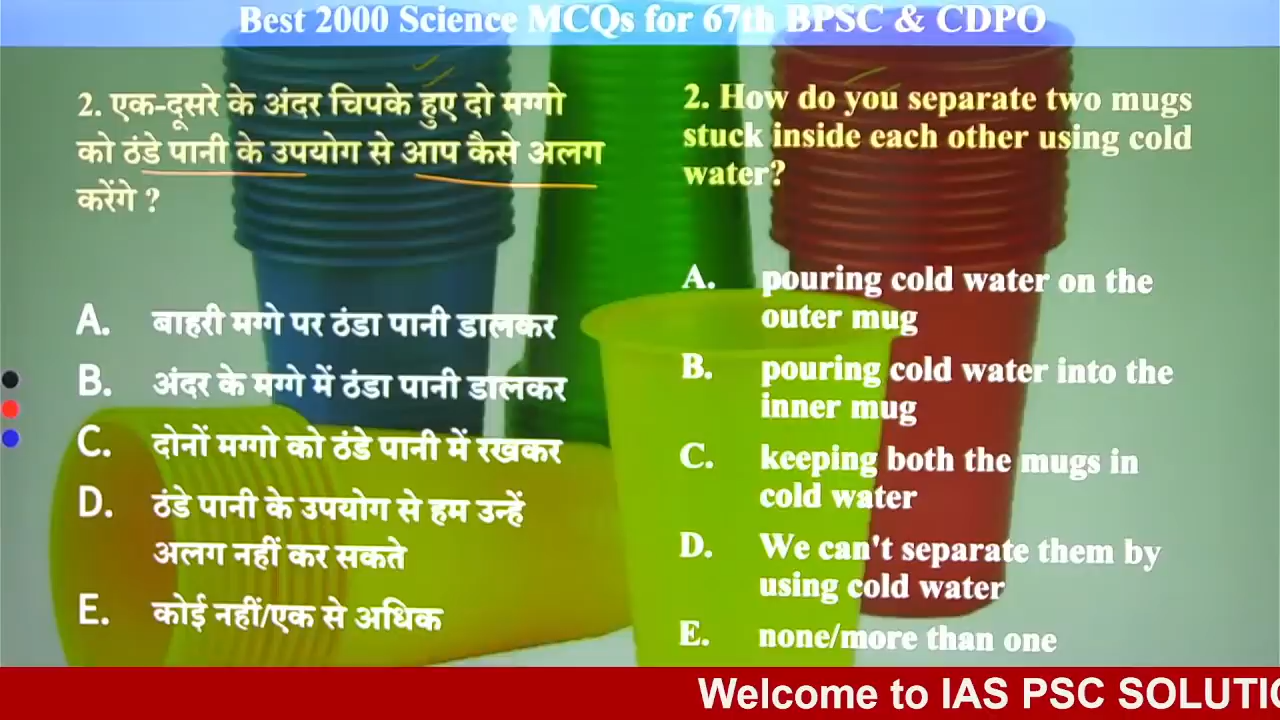 Best 2000 Science MCQs for 67th BPSC & CDPO
2. एक-दूसरे के अंदर चिपके हुए दो मग्गो
को ठंडे पानी के उपयोग से आप कैसे अलग
करेंगे ?
A. बाहरी मग्गे पर ठंडा पानी डालकर
B. अंदर के मग्गे में ठंडा पानी डालकर
C. दोनों मग्गो को ठंडे पानी में रखकर
D. ठंडे पानी के उपयोग से हम उन्हें
अलग नहीं कर सकते
E. कोई नहीं/एक से अधिक
2. How do you separate two mugs
stuck inside each other using cold
water?
A. pouring cold water on the
outer mug
B. pouring cold water into the
inner mug
C. keeping both the mugs in
cold water
D. We can't separate them by
using cold water
E. none/more than one
Welcome to IAS PSC SOLUTIO